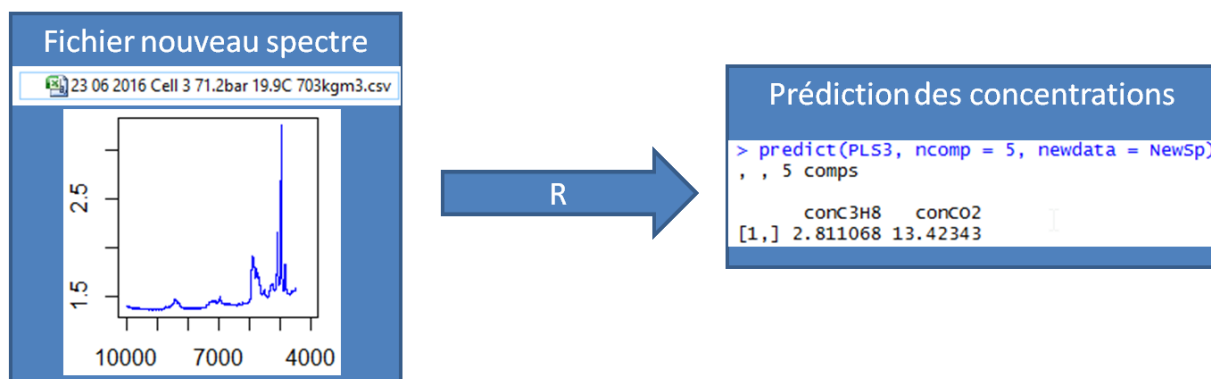 Fichier nouveau spectre
23 06 2016 Cell 3 71.2bar 19.9C 703kgm3.csv
2.5
1.5
10000 7000 4000
R
Prédiction des concentrations
> predict(PLS3, ncomp = 5, newdata = NewSp)
, , 5 comps
conC3H8 conCO2
[1,] 2.811068 13.42343